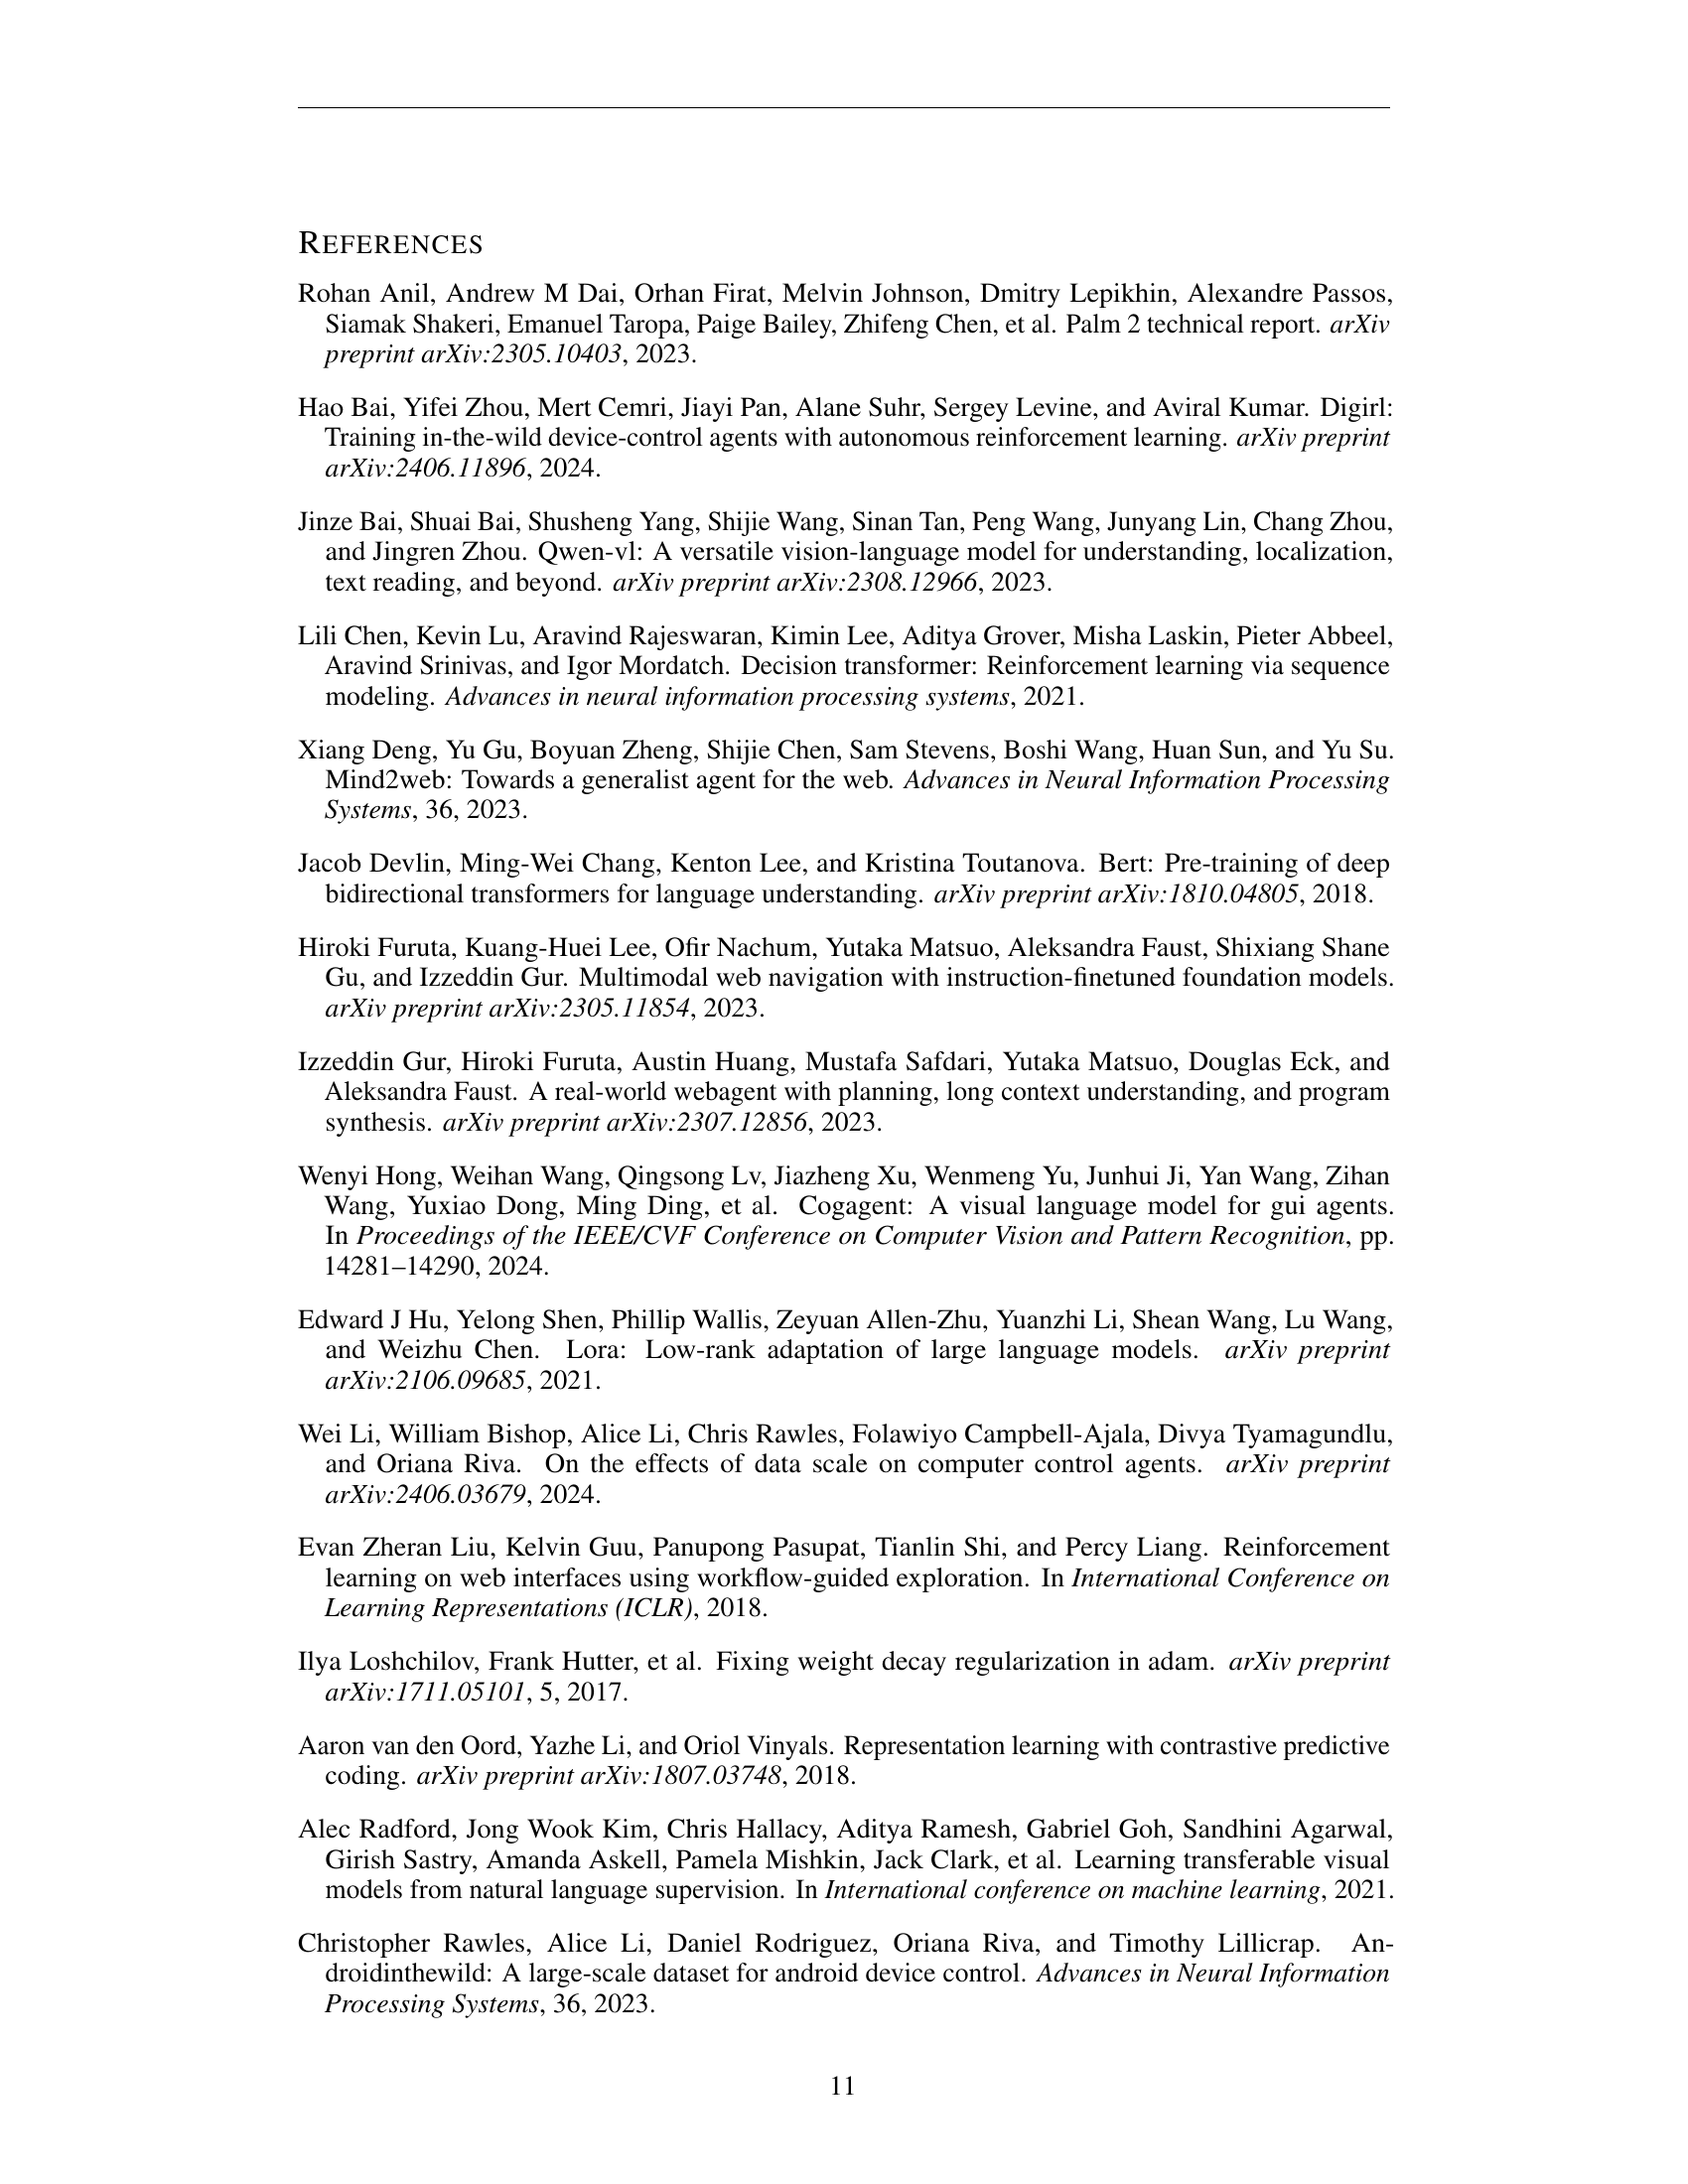 REFERENCES
Rohan Anil, Andrew M Dai, Orhan Firat, Melvin Johnson, Dmitry Lepikhin, Alexandre Passos,
Siamak Shakeri, Emanuel Taropa, Paige Bailey, Zhifeng Chen, et al. Palm 2 technical report. arXiv
preprint arXiv:2305.10403, 2023.
Hao Bai, Yifei Zhou, Mert Cemri, Jiayi Pan, Alane Suhr, Sergey Levine, and Aviral Kumar. Digirl:
Training in-the-wild device-control agents with autonomous reinforcement learning. arXiv preprint
arXiv:2406.11896, 2024.
Jinze Bai, Shuai Bai, Shusheng Yang, Shijie Wang, Sinan Tan, Peng Wang, Junyang Lin, Chang Zhou,
and Jingren Zhou. Qwen-vl: A versatile vision-language model for understanding, localization,
text reading, and beyond. arXiv preprint arXiv:2308.12966, 2023.
Lili Chen, Kevin Lu, Aravind Rajeswaran, Kimin Lee, Aditya Grover, Misha Laskin, Pieter Abbeel,
Aravind Srinivas, and Igor Mordatch. Decision transformer: Reinforcement learning via sequence
modeling. Advances in neural information processing systems, 2021.
Xiang Deng, Yu Gu, Boyuan Zheng, Shijie Chen, Sam Stevens, Boshi Wang, Huan Sun, and Yu Su.
Mind2web: Towards a generalist agent for the web. Advances in Neural Information Processing
Systems, 36, 2023.
Jacob Devlin, Ming-Wei Chang, Kenton Lee, and Kristina Toutanova. Bert: Pre-training of deep
bidirectional transformers for language understanding. arXiv preprint arXiv:1810.04805, 2018.
Hiroki Furuta, Kuang-Huei Lee, Ofir Nachum, Yutaka Matsuo, Aleksandra Faust, Shixiang Shane
Gu, and Izzeddin Gur. Multimodal web navigation with instruction-finetuned foundation models.
arXiv preprint arXiv:2305.11854, 2023.
Izzeddin Gur, Hiroki Furuta, Austin Huang, Mustafa Safdari, Yutaka Matsuo, Douglas Eck, and
Aleksandra Faust. A real-world webagent with planning, long context understanding, and program
synthesis. arXiv preprint arXiv:2307.12856, 2023.
Wenyi Hong, Weihan Wang, Qingsong Lv, Jiazheng Xu, Wenmeng Yu, Junhui Ji, Yan Wang, Zihan
Wang, Yuxiao Dong, Ming Ding, et al. Cogagent: A visual language model for gui agents.
In Proceedings of the IEEE/CVF Conference on Computer Vision and Pattern Recognition, pp.
14281–14290, 2024.
Edward J Hu, Yelong Shen, Phillip Wallis, Zeyuan Allen-Zhu, Yuanzhi Li, Shean Wang, Lu Wang,
and Weizhu Chen. Lora: Low-rank adaptation of large language models. arXiv preprint
arXiv:2106.09685, 2021.
Wei Li, William Bishop, Alice Li, Chris Rawles, Folawiyo Campbell-Ajala, Divya Tyamagundlu,
and Oriana Riva. On the effects of data scale on computer control agents. arXiv preprint
arXiv:2406.03679, 2024.
Evan Zheran Liu, Kelvin Guu, Panupong Pasupat, Tianlin Shi, and Percy Liang. Reinforcement
learning on web interfaces using workflow-guided exploration. In International Conference on
Learning Representations (ICLR), 2018.
Ilya Loshchilov, Frank Hutter, et al. Fixing weight decay regularization in adam. arXiv preprint
arXiv:1711.05101, 5, 2017.
Aaron van den Oord, Yazhe Li, and Oriol Vinyals. Representation learning with contrastive predictive
coding. arXiv preprint arXiv:1807.03748, 2018.
Alec Radford, Jong Wook Kim, Chris Hallacy, Aditya Ramesh, Gabriel Goh, Sandhini Agarwal,
Girish Sastry, Amanda Askell, Pamela Mishkin, Jack Clark, et al. Learning transferable visual
models from natural language supervision. In International conference on machine learning, 2021.
Christopher Rawles, Alice Li, Daniel Rodriguez, Oriana Riva, and Timothy Lillicrap. An-
droidinthewild: A large-scale dataset for android device control. Advances in Neural Information
Processing Systems, 36, 2023.
11